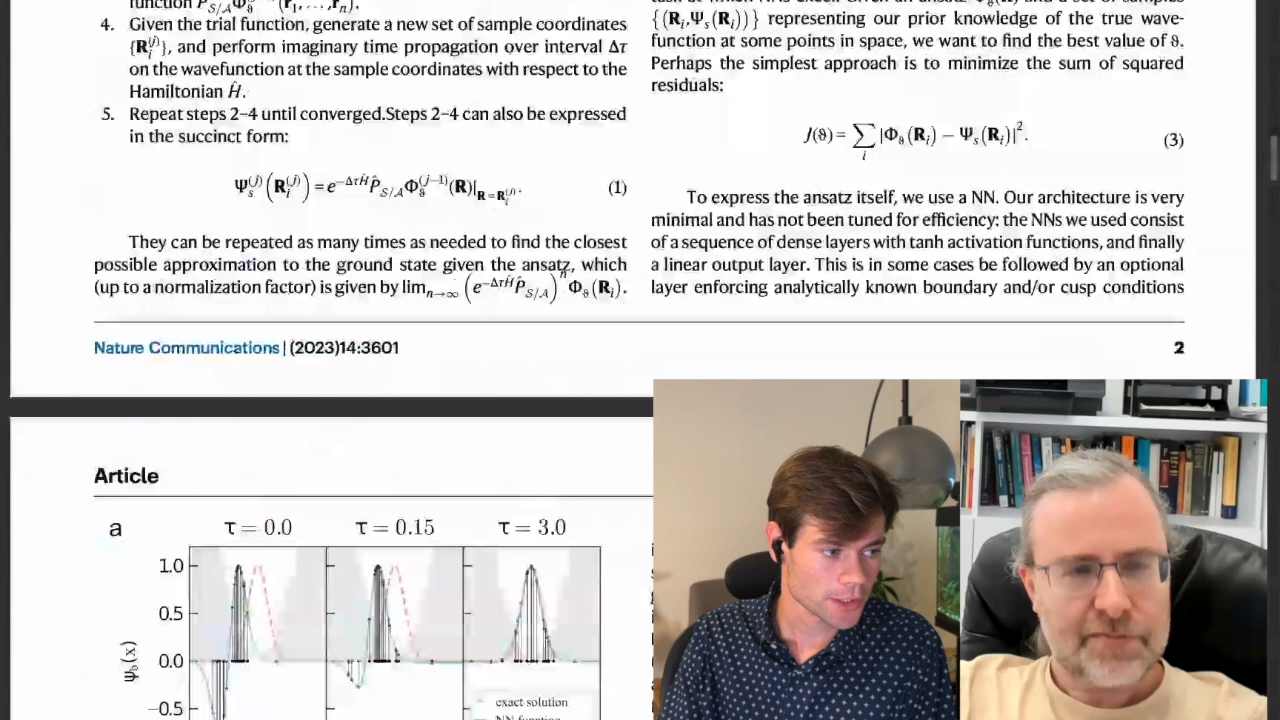 4. Given the trial function, generate a new set of sample coordinates
{R_i^(j)}, and perform imaginary time propagation over interval Δτ
on the wavefunction at the sample coordinates with respect to the
Hamiltonian Ĥ.
5. Repeat steps 2–4 until converged.Steps 2–4 can also be expressed
in the succinct form:
Ψ_s^(j)(R_i^(j)) = e^{-ΔτĤ} P̂_{S/A} Φ_ϑ^(j−1)(R)|_{R=R_i^(j)}. (1)
They can be repeated as many times as needed to find the closest
possible approximation to the ground state given the ansatz, which
(up to a normalization factor) is given by lim_{n→∞} (e^{-ΔτĤ} P̂_{S/A})^n Φ_ϑ(R_i).
{(R_i,Ψ_s(R_i))} representing our prior knowledge of the true wave-
function at some points in space, we want to find the best value of ϑ.
Perhaps the simplest approach is to minimize the sum of squared
residuals:
J(ϑ) = ∑_i |Φ_ϑ(R_i) − Ψ_s(R_i)|². (3)
To express the ansatz itself, we use a NN. Our architecture is very
minimal and has not been tuned for efficiency: the NNs we used consist
of a sequence of dense layers with tanh activation functions, and finally
a linear output layer. This is in some cases be followed by an optional
layer enforcing analytically known boundary and/or cusp conditions
Nature Communications | (2023)14:3601 2
Article
a τ = 0.0 τ = 0.15 τ = 3.0
1.0
0.5
0.0
−0.5
Ψ_b(x)
exact solution